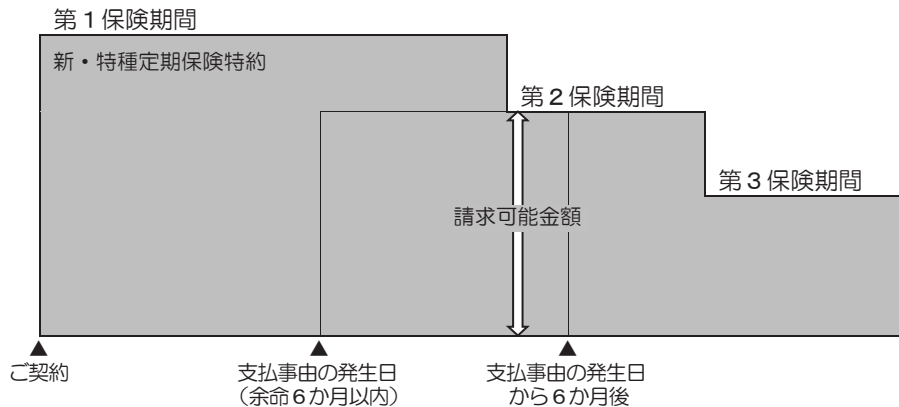 第1保険期間
新・特種定期保険特約
第2保険期間
第3保険期間
請求可能金額
▲
ご契約
▲
支払事由の発生日
（余命6か月以内）
▲
支払事由の発生日
から6か月後